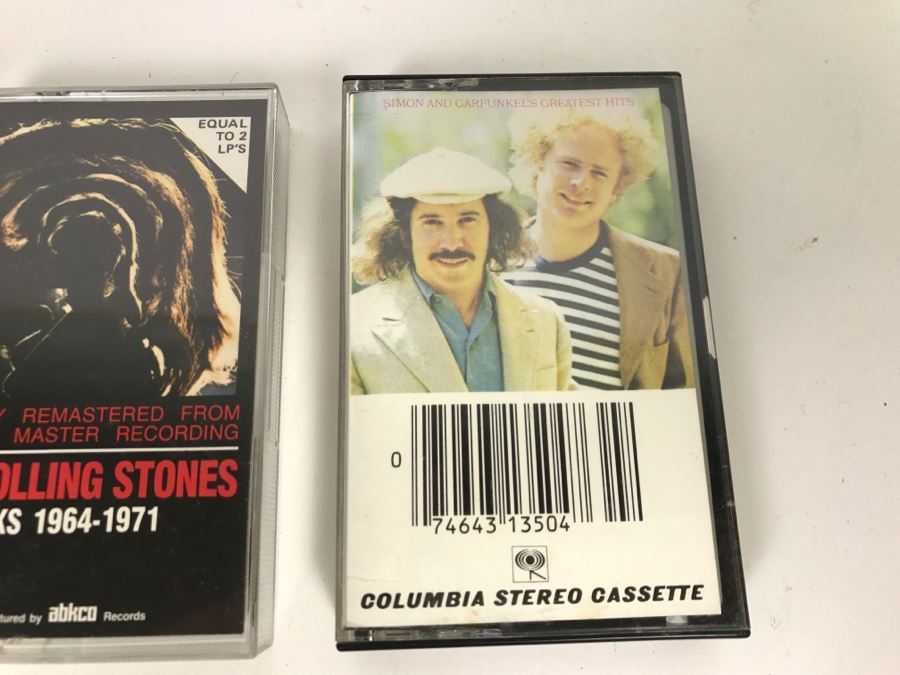 EQUAL
TO 2
LP'S
REMASTERED FROM
MASTER RECORDING
OLLING STONES
KS 1964-1971
tured by abkco Records
SIMON AND GARFUNKEL'S GREATEST HITS
0
74643 13504
COLUMBIA STEREO CASSETTE